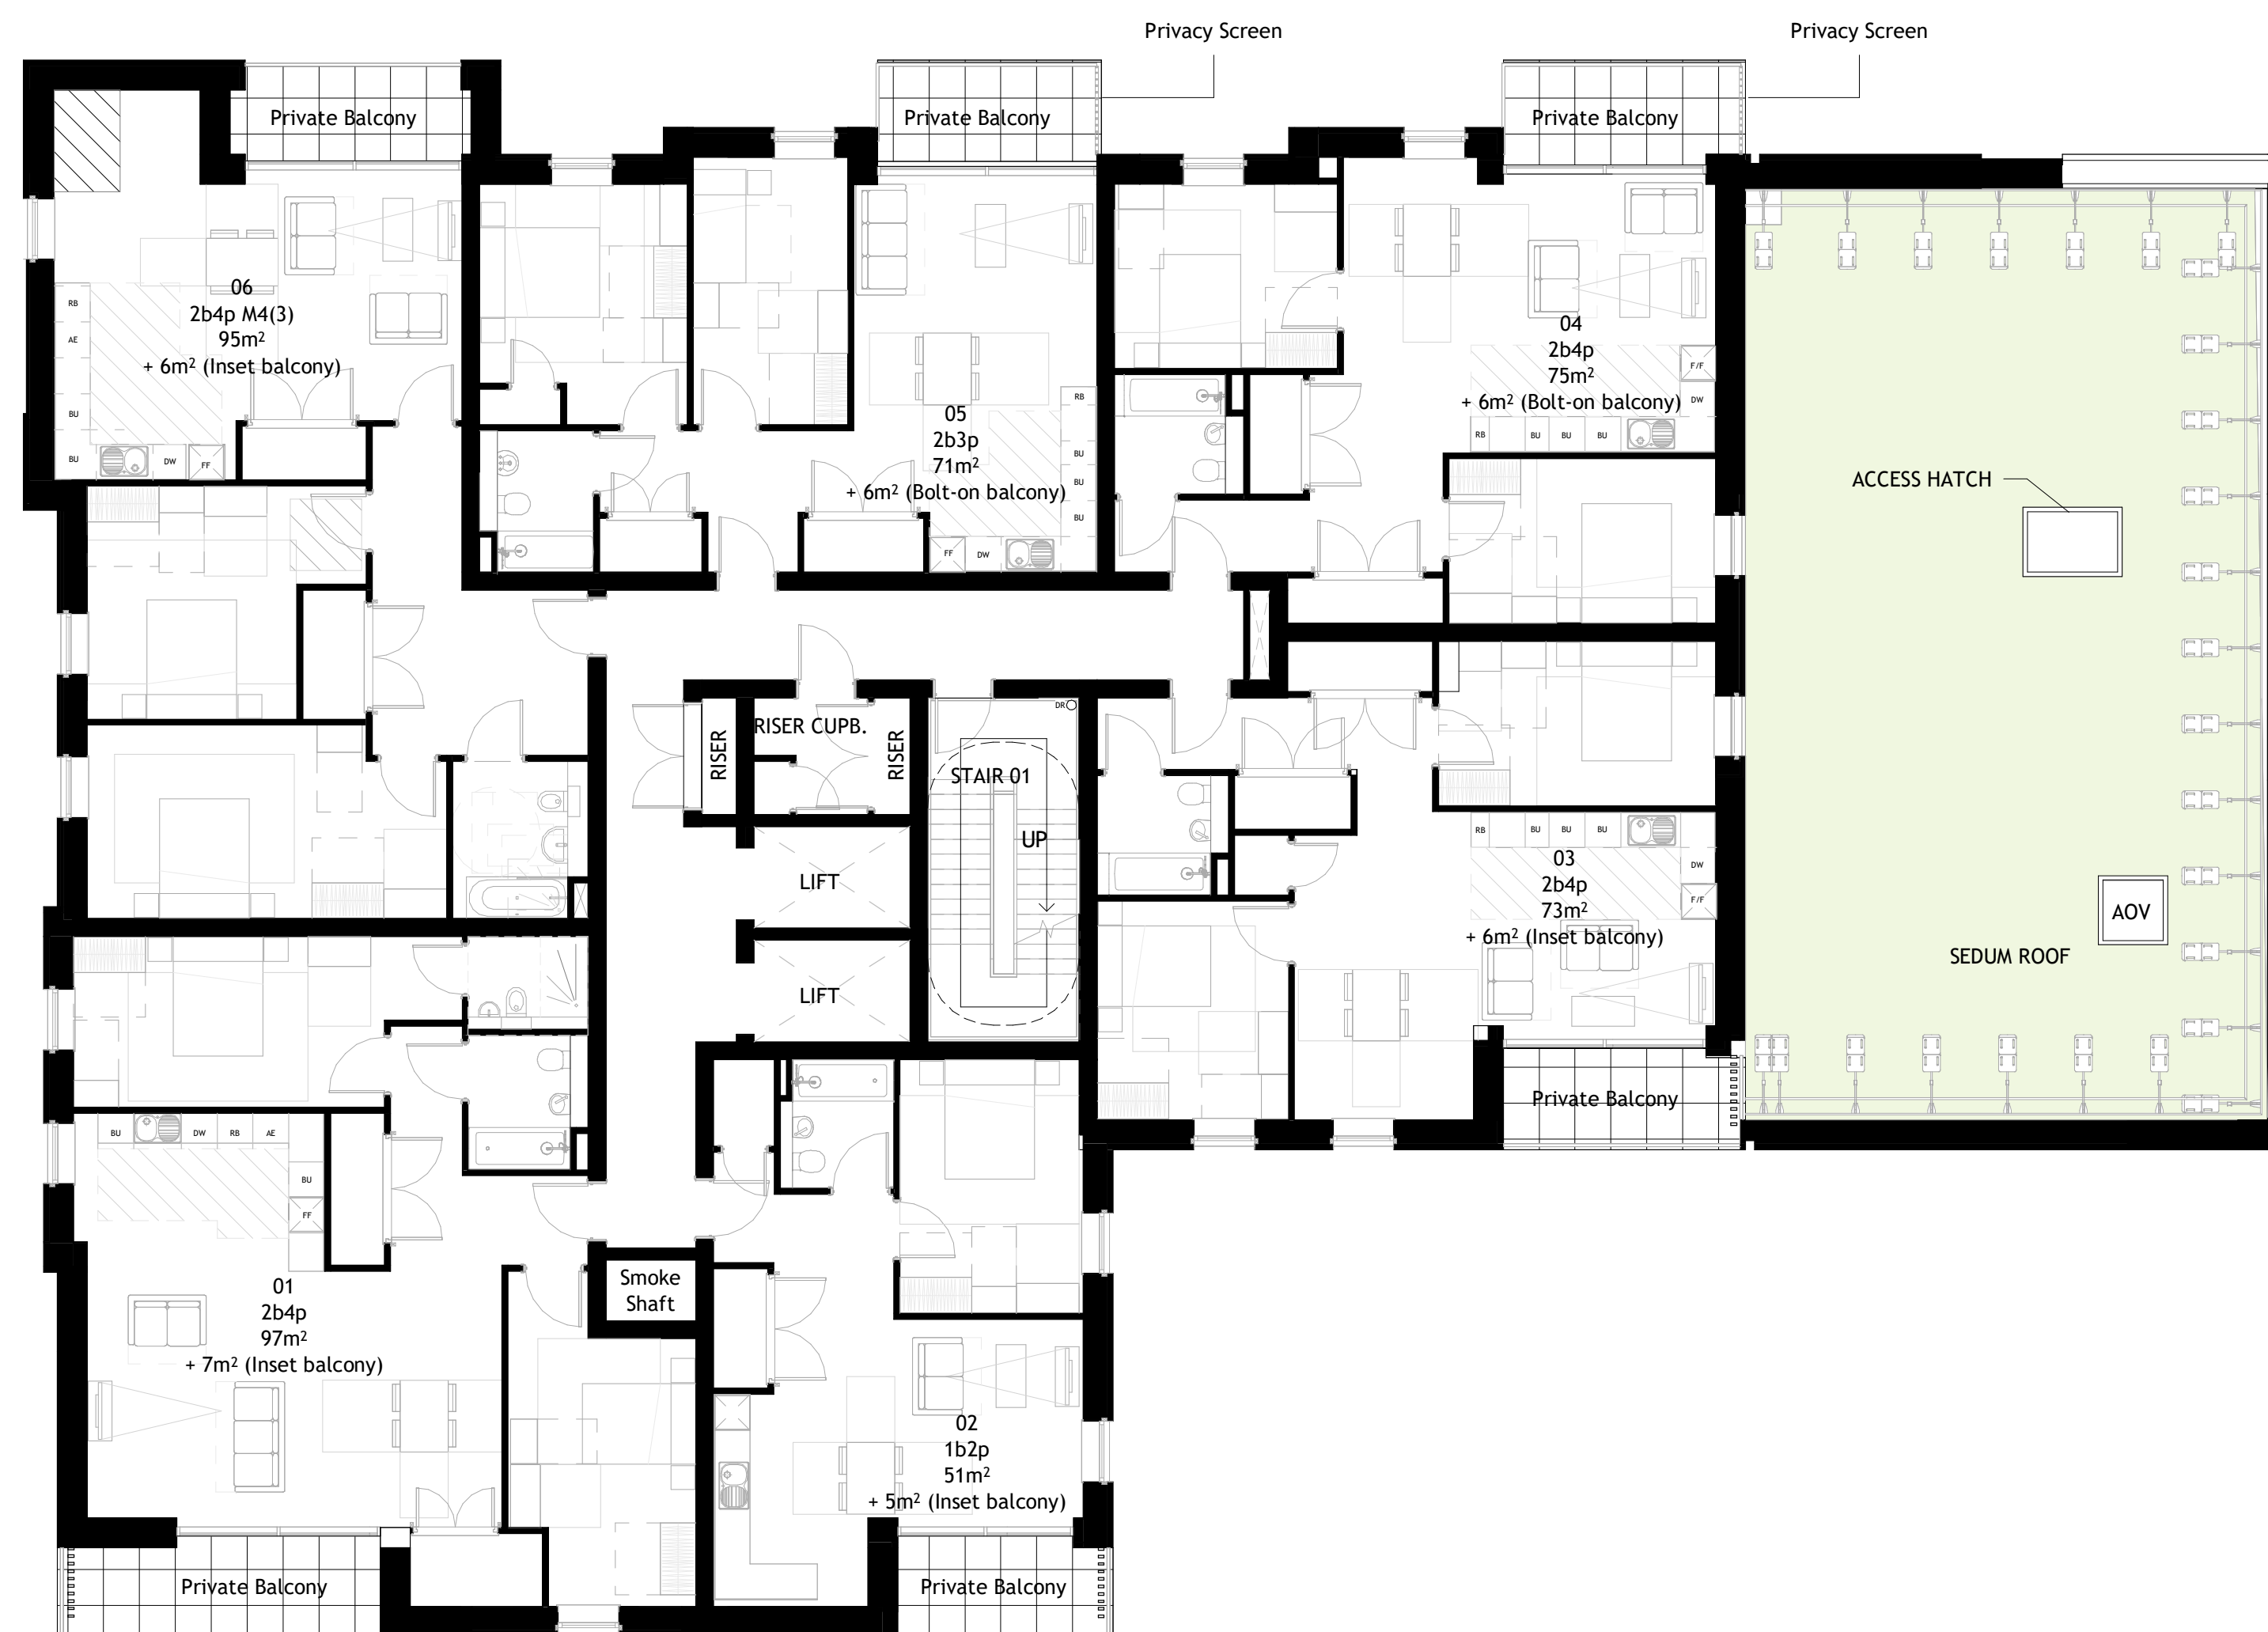 Privacy Screen
Privacy Screen
Private Balcony
Private Balcony
Private Balcony
06
2b4p M4(3)
95m²
+ 6m² (Inset balcony)
RB
AE
BU
BU
DW
FF
05
2b3p
71m²
+ 6m² (Bolt-on balcony)
RB
BU
BU
BU
FF
DW
04
2b4p
75m²
+ 6m² (Bolt-on balcony)
F/F
DW
RB
BU
BU
BU
ACCESS HATCH
RISER
RISER CUPB.
RISER
DR
STAIR 01
UP
LIFT
LIFT
RB
BU
BU
BU
DW
F/F
03
2b4p
73m²
+ 6m² (Inset balcony)
AOV
SEDUM ROOF
Private Balcony
BU
DW
RB
AE
BU
FF
01
2b4p
97m²
+ 7m² (Inset balcony)
Smoke
Shaft
02
1b2p
51m²
+ 5m² (Inset balcony)
Private Balcony
Private Balcony